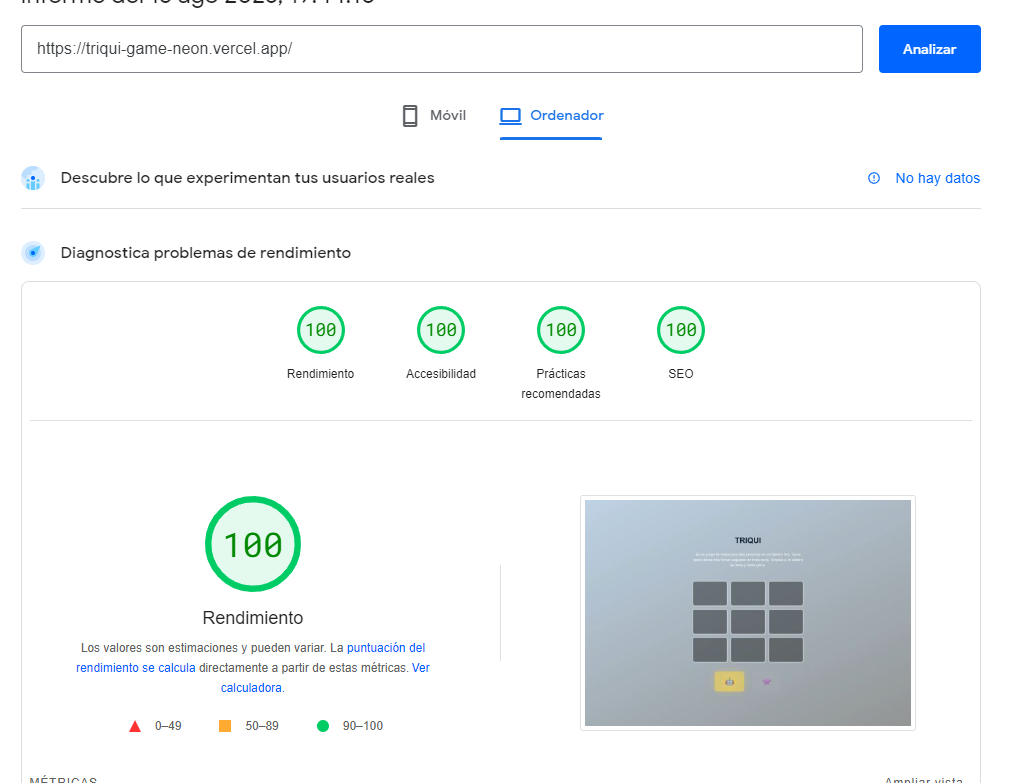 https://triqui-game-neon.vercel.app/
Analizar
Móvil
Ordenador
Descubre lo que experimentan tus usuarios reales
No hay datos
Diagnostica problemas de rendimiento
100
100
100
100
Rendimiento
Accesibilidad
Prácticas
recomendadas
SEO
100
Rendimiento
Los valores son estimaciones y pueden variar. La puntuación del
rendimiento se calcula directamente a partir de estas métricas. Ver
calculadora.
0–49
50–89
90–100
TRIQUI
MÉTRICAS
Ampliar vista